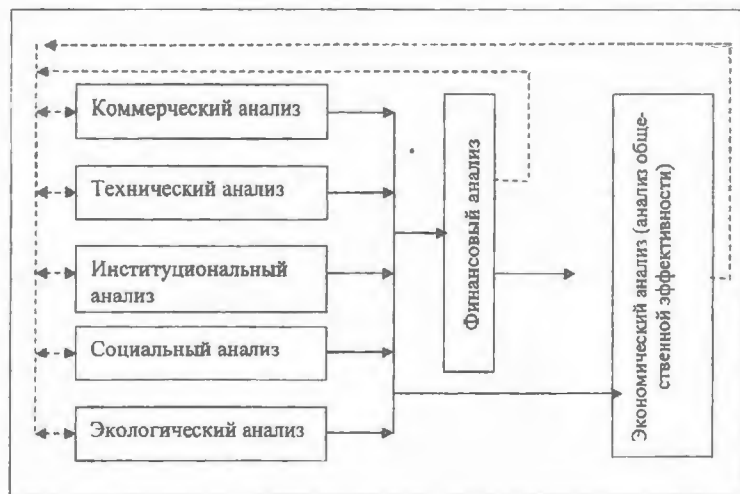 Коммерческий анализ
Технический анализ
Институциональный
анализ
Социальный анализ
Экологический анализ
Финансовый анализ
Экономический анализ (анализ обще-
ственной эффективности)